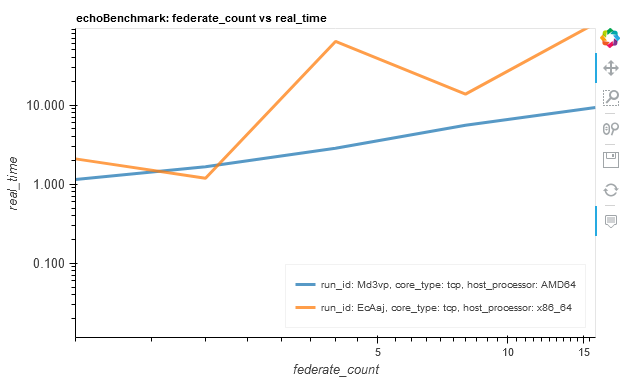 echoBenchmark: federate_count vs real_time
real_time
10.000
1.000
0.100
run_id: Md3vp, core_type: tcp, host_processor: AMD64
run_id: EcAaj, core_type: tcp, host_processor: x86_64
5
10
15
federate_count